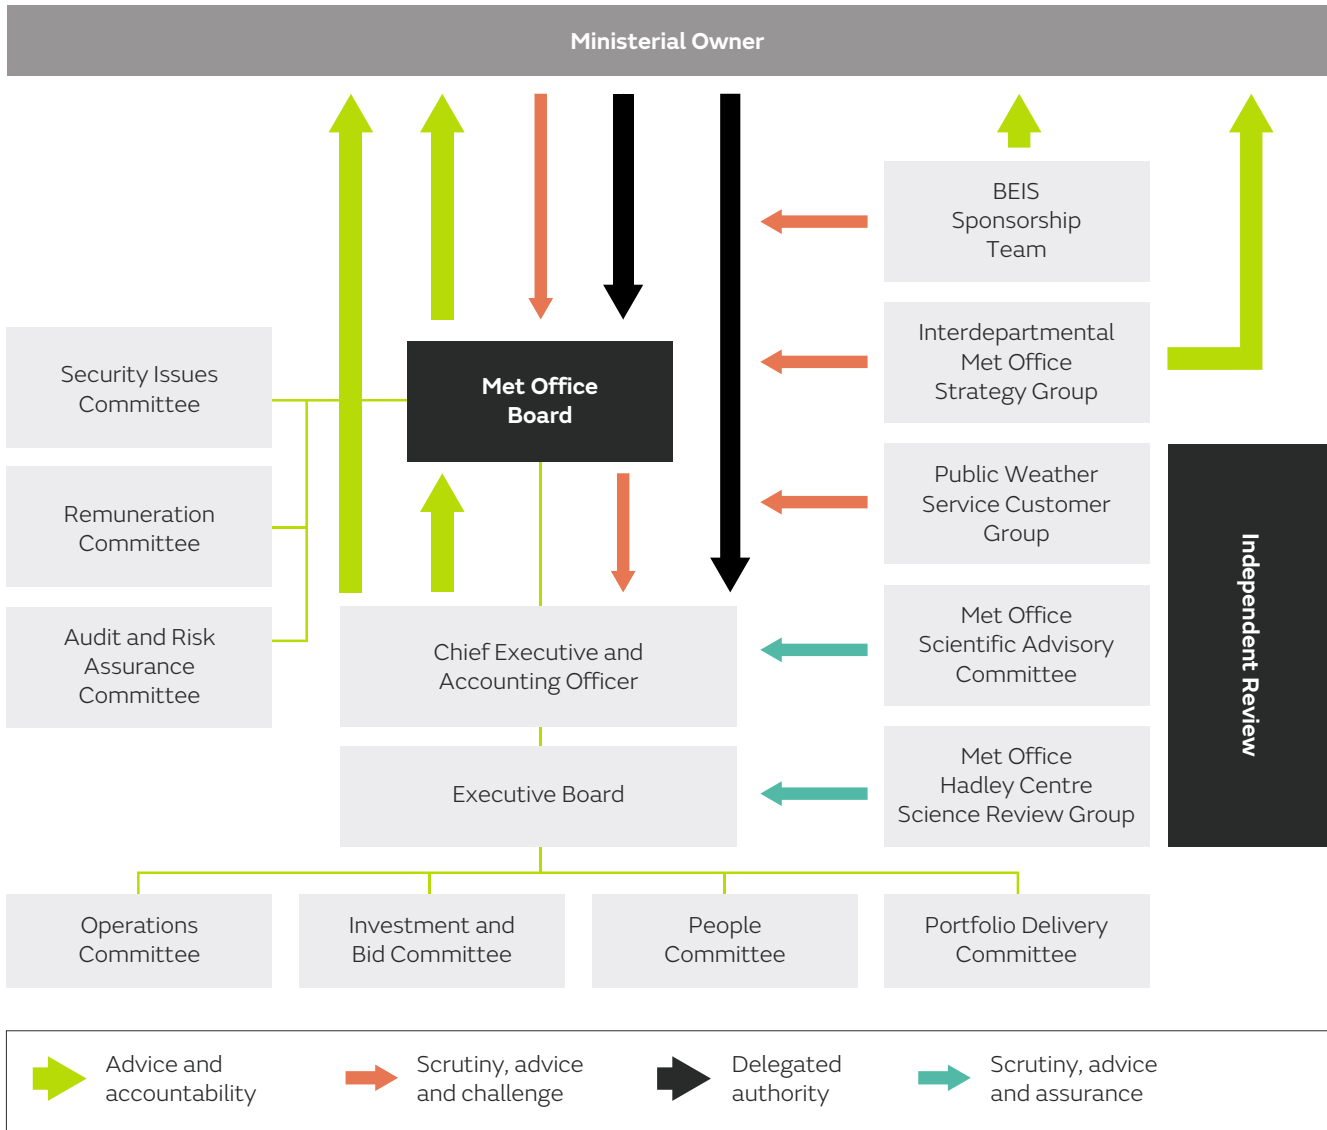 Ministerial Owner
BEIS
Sponsorship
Team
Interdepartmental
Met Office
Strategy Group
Security Issues
Committee
Met Office
Board
Public Weather
Service Customer
Group
Remuneration
Committee
Independent Review
Met Office
Scientific Advisory
Committee
Audit and Risk
Assurance
Committee
Chief Executive and
Accounting Officer
Met Office
Hadley Centre
Science Review Group
Executive Board
Operations
Committee
Investment and
Bid Committee
People
Committee
Portfolio Delivery
Committee
Advice and
accountability
Scrutiny, advice
and challenge
Delegated
authority
Scrutiny, advice
and assurance